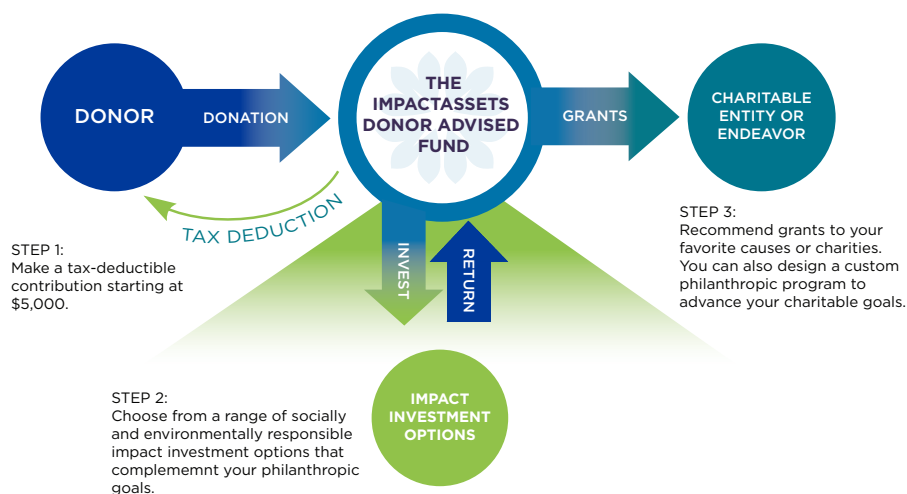 DONOR
DONATION
THE
IMPACTASSETS
DONOR ADVISED
FUND
GRANTS
CHARITABLE
ENTITY OR
ENDEAVOR
TAX DEDUCTION
STEP 1:
Make a tax-deductible
contribution starting at
$5,000.
INVEST
RETURN
STEP 3:
Recommend grants to your
favorite causes or charities.
You can also design a custom
philanthropic program to
advance your charitable goals.
STEP 2:
Choose from a range of socially
and environmentally responsible
impact investment options that
complememnt your philanthropic
goals.
IMPACT
INVESTMENT
OPTIONS